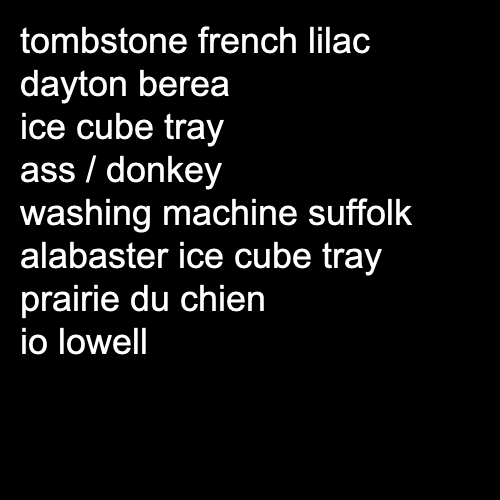 tombstone french lilac
dayton berea
ice cube tray
ass / donkey
washing machine suffolk
alabaster ice cube tray
prairie du chien
io lowell